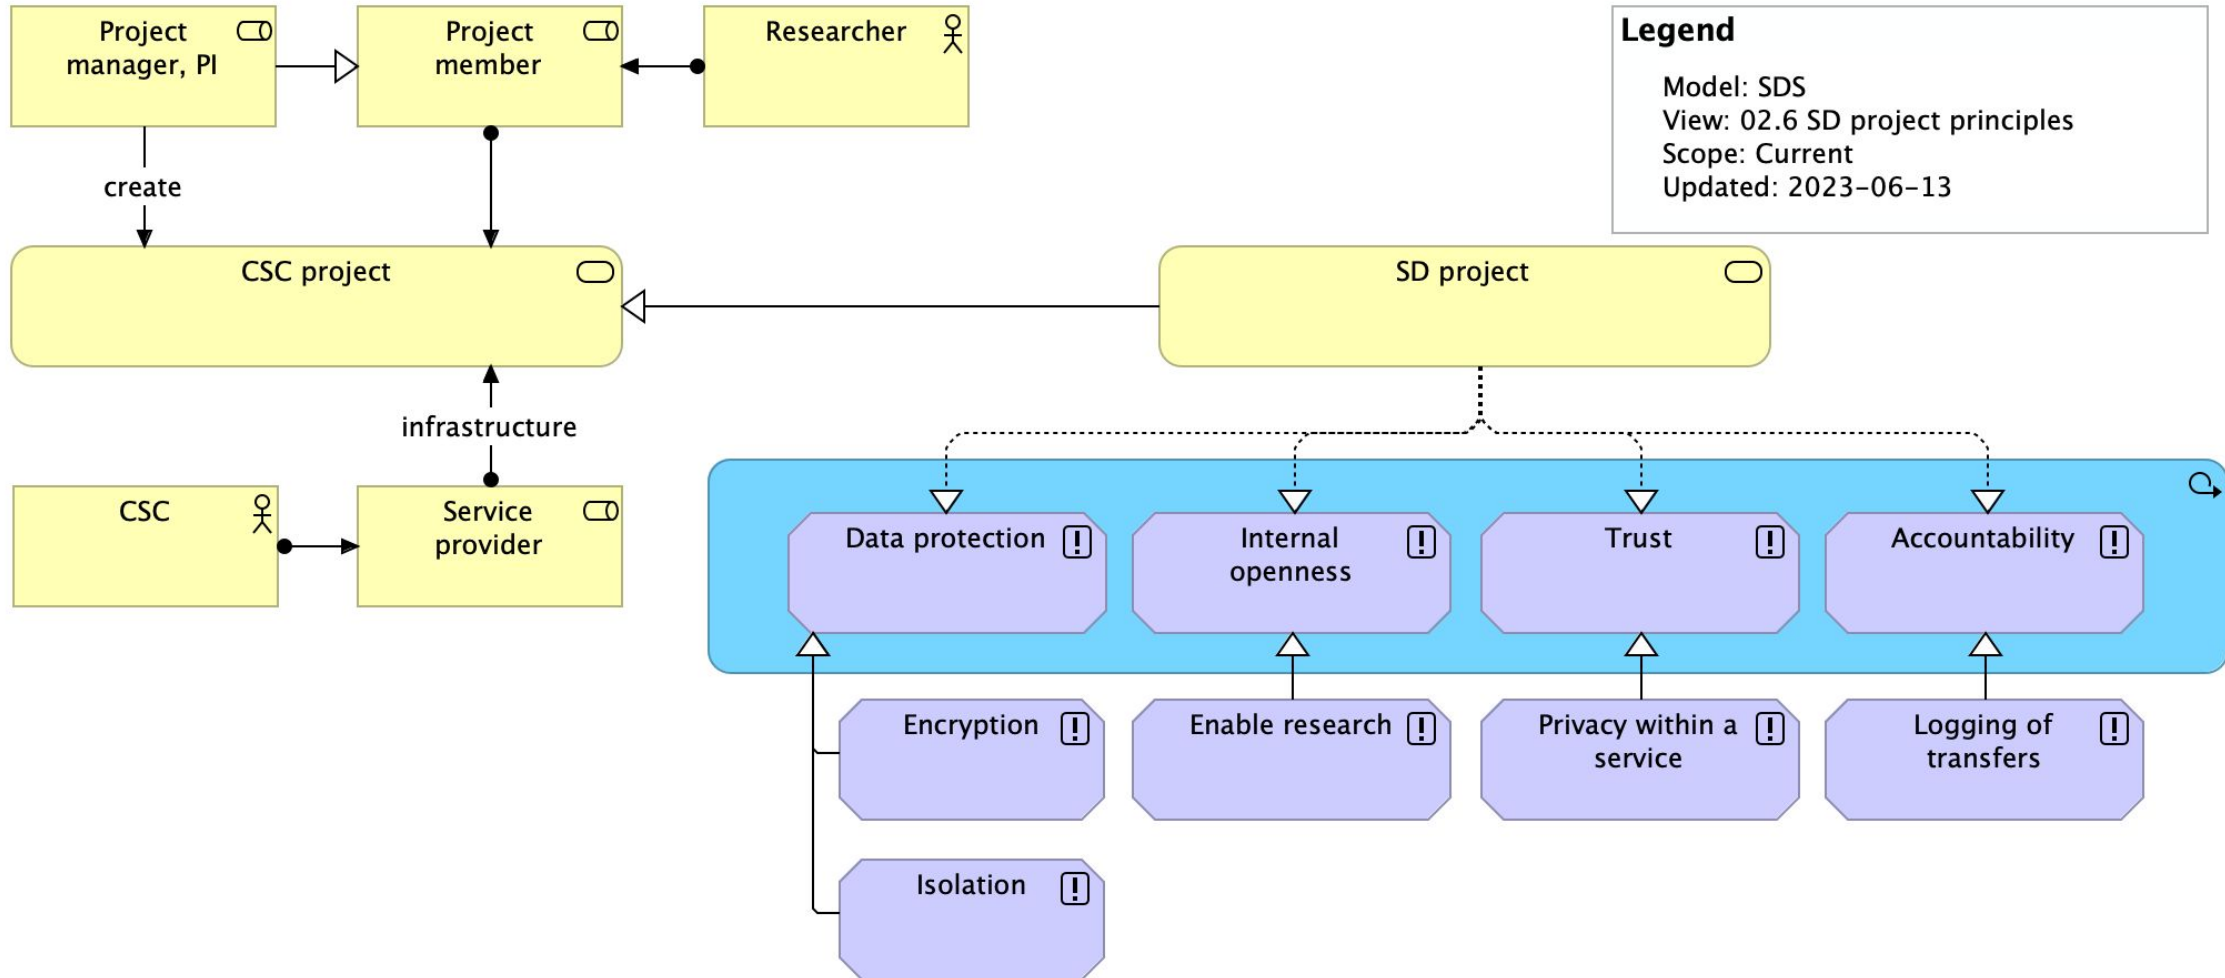 Project
manager, PI
Project
member
Researcher
Legend
Model: SDS
View: 02.6 SD project principles
Scope: Current
Updated: 2023-06-13
create
CSC project
SD project
infrastructure
CSC
Service
provider
Data protection
Internal
openness
Trust
Accountability
Encryption
Enable research
Privacy within a
service
Logging of
transfers
Isolation